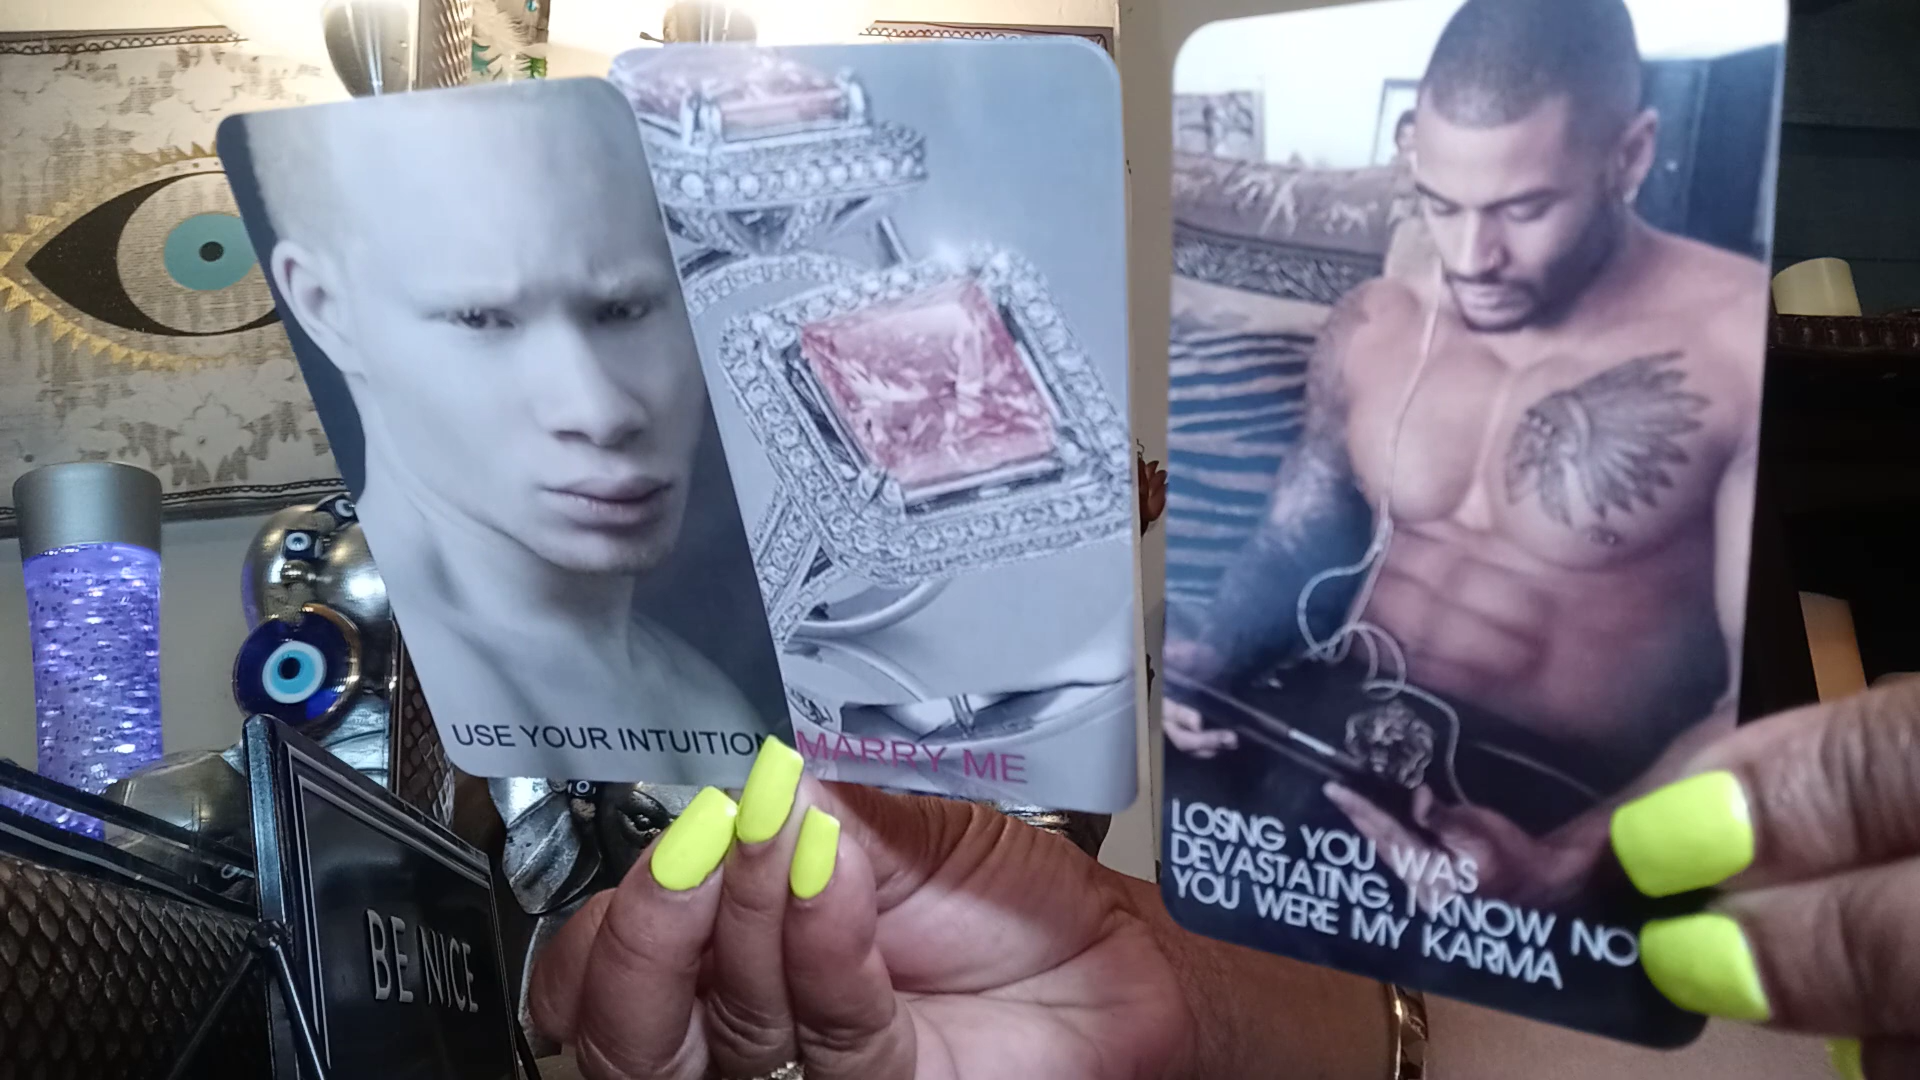 USE YOUR INTUITION
MARRY ME
LOSING YOU WAS
DEVASTATING, I KNOW NO
YOU WERE MY KARMA
BE NICE